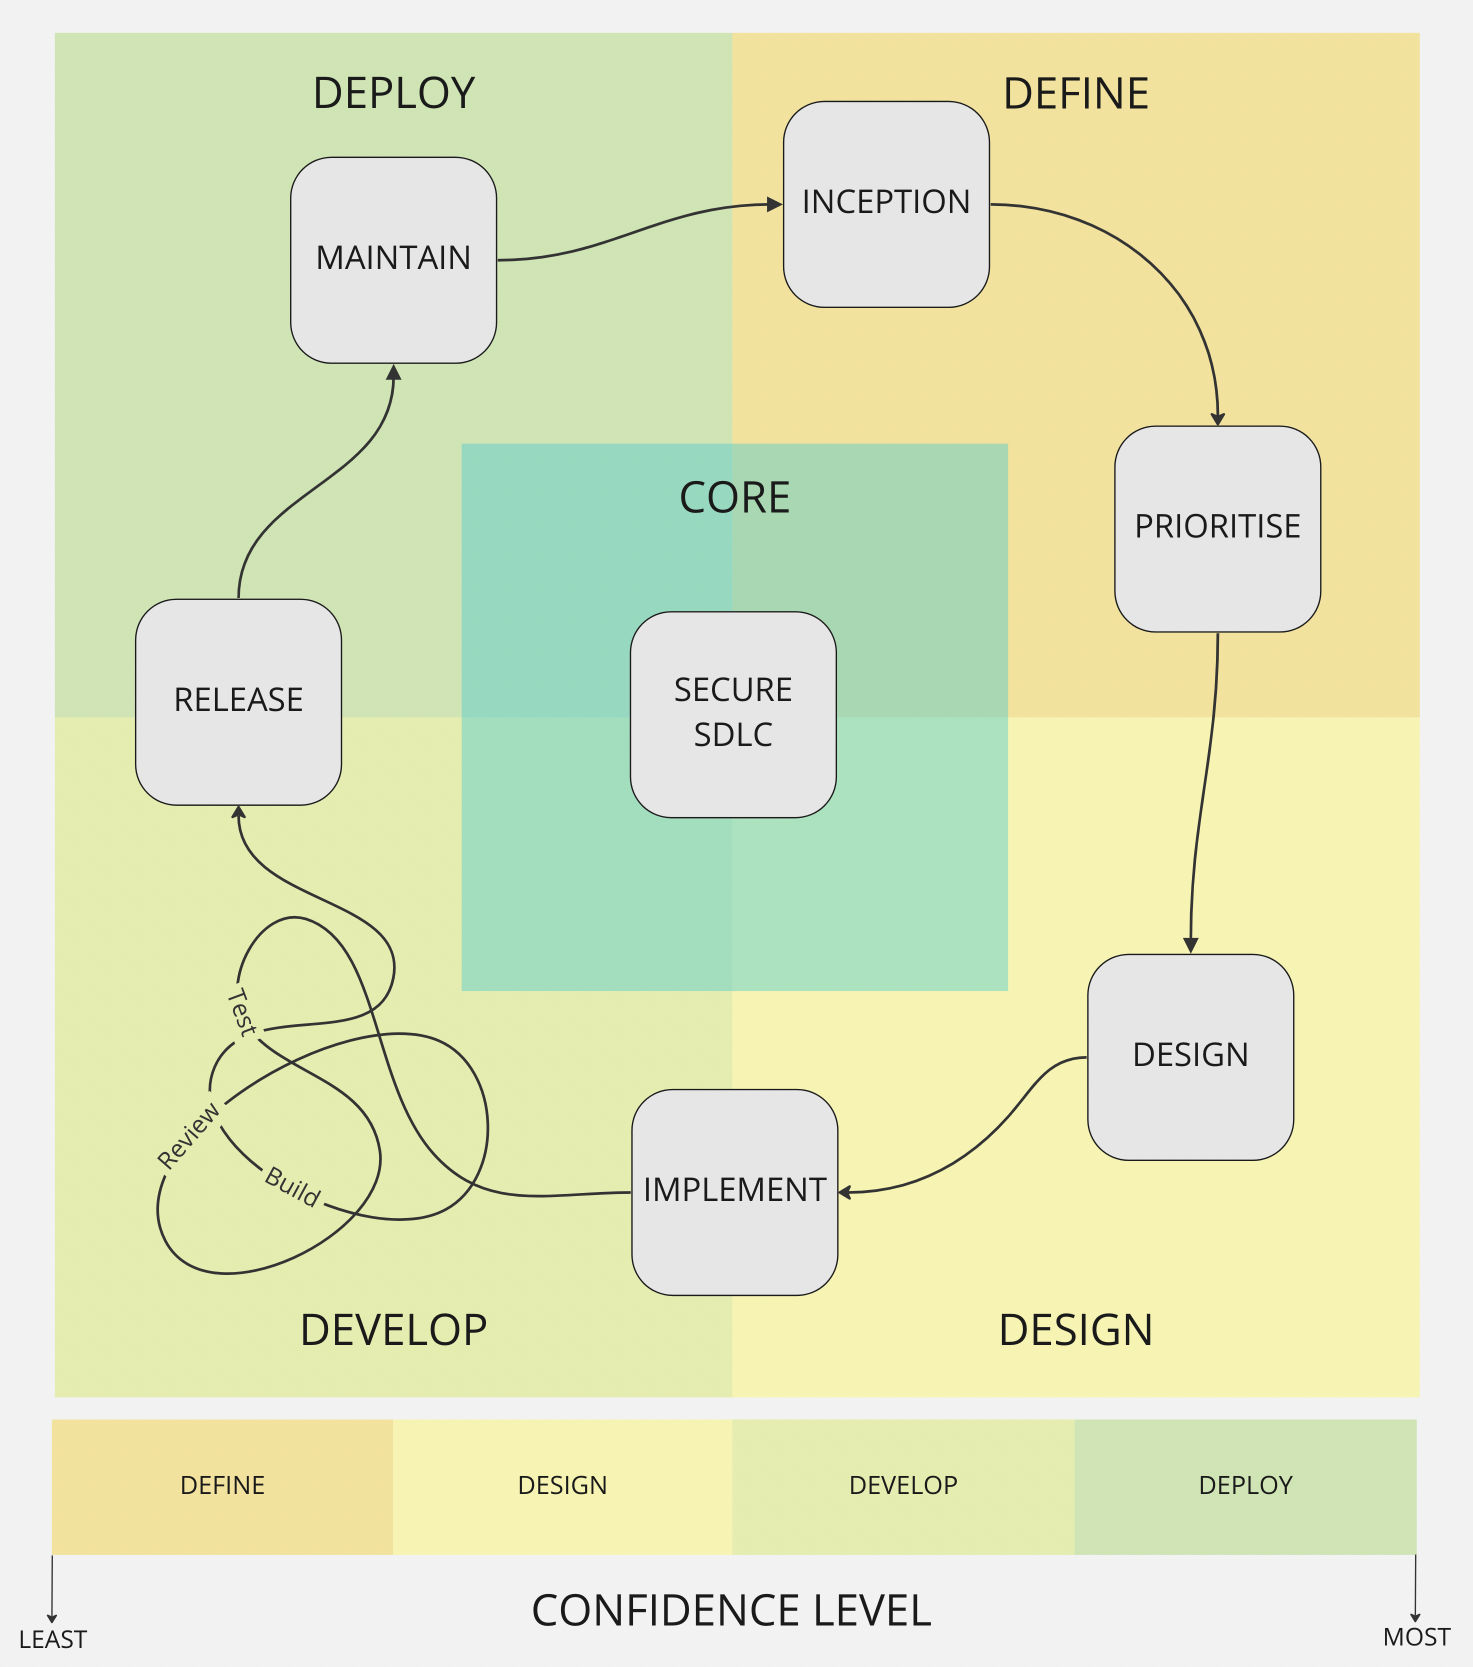 DEPLOY
DEFINE
INCEPTION
MAINTAIN
CORE
PRIORITISE
SECURE
SDLC
RELEASE
Test
DESIGN
Review
Build
IMPLEMENT
DEVELOP
DESIGN
DEFINE
DESIGN
DEVELOP
DEPLOY
CONFIDENCE LEVEL
LEAST
MOST